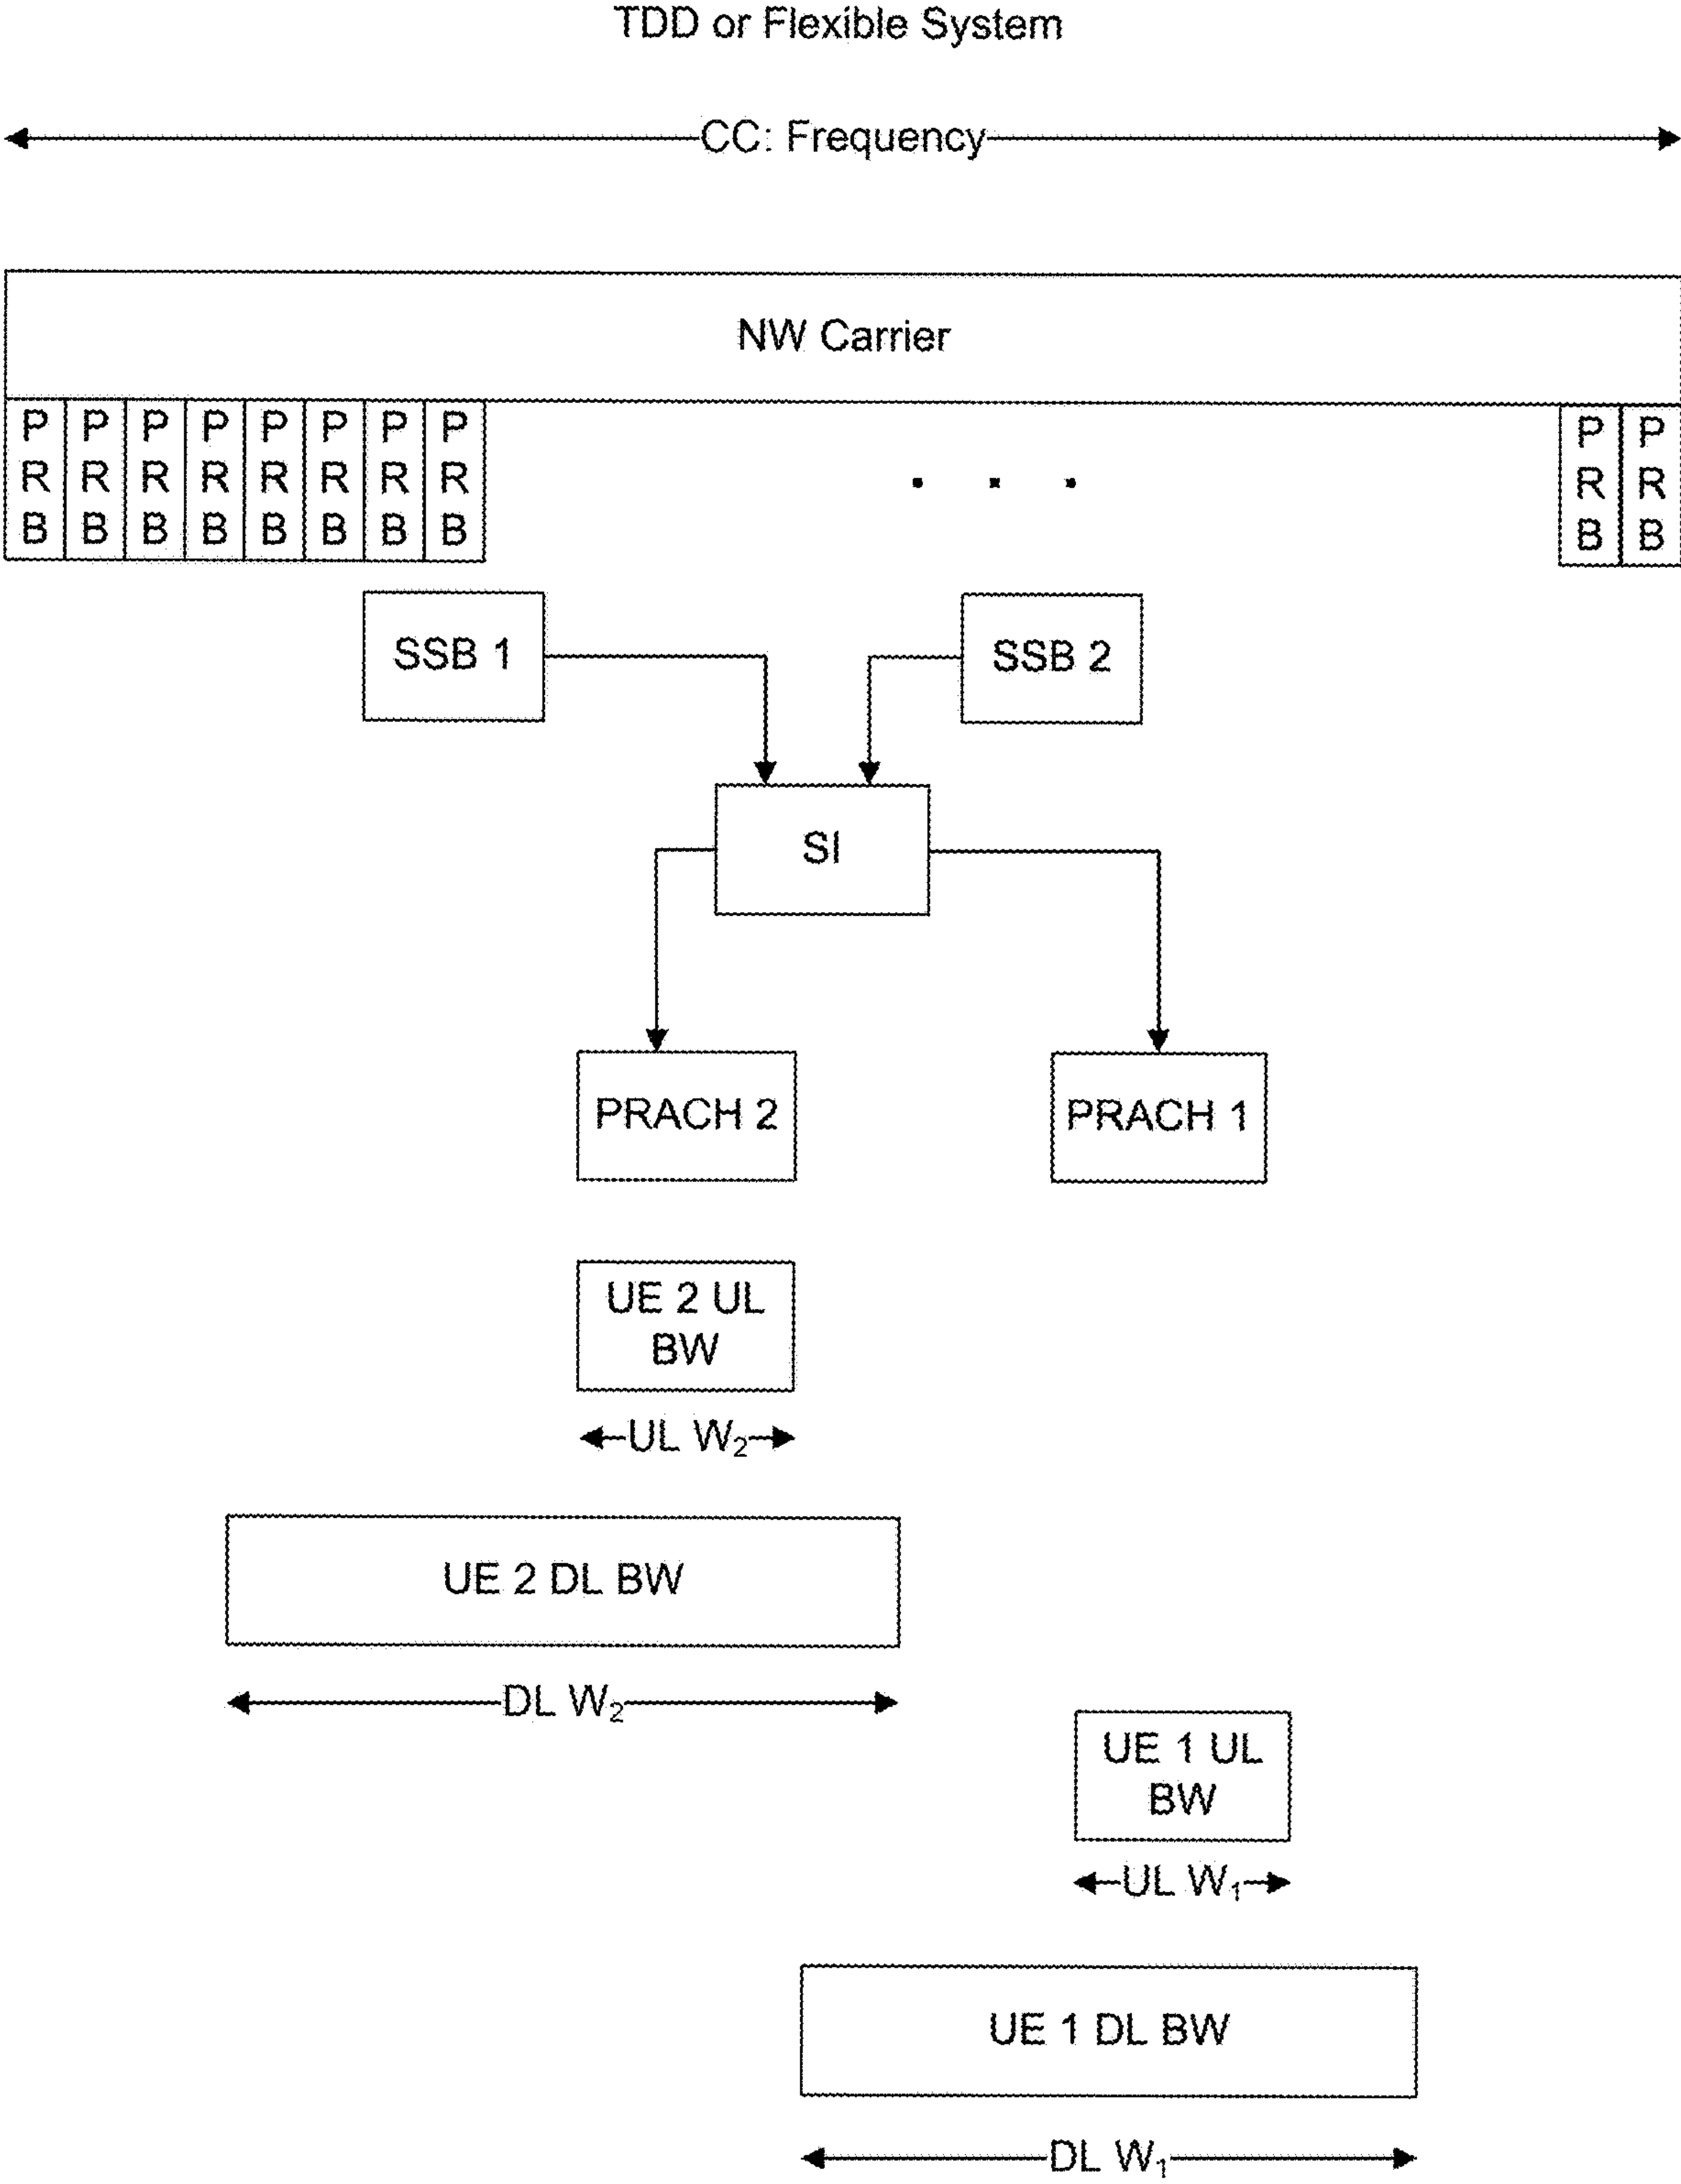 TDD or Flexible System
CC: Frequency
NW Carrier
P P P P P P P P P P
R R R R R R R R R R
B B B B B B B B B B
. . .
SSB 1
SSB 2
SI
PRACH 2
PRACH 1
UE 2 UL
BW
UL W₂
UE 2 DL BW
DL W₂
UE 1 UL
BW
UL W₁
UE 1 DL BW
DL W₁